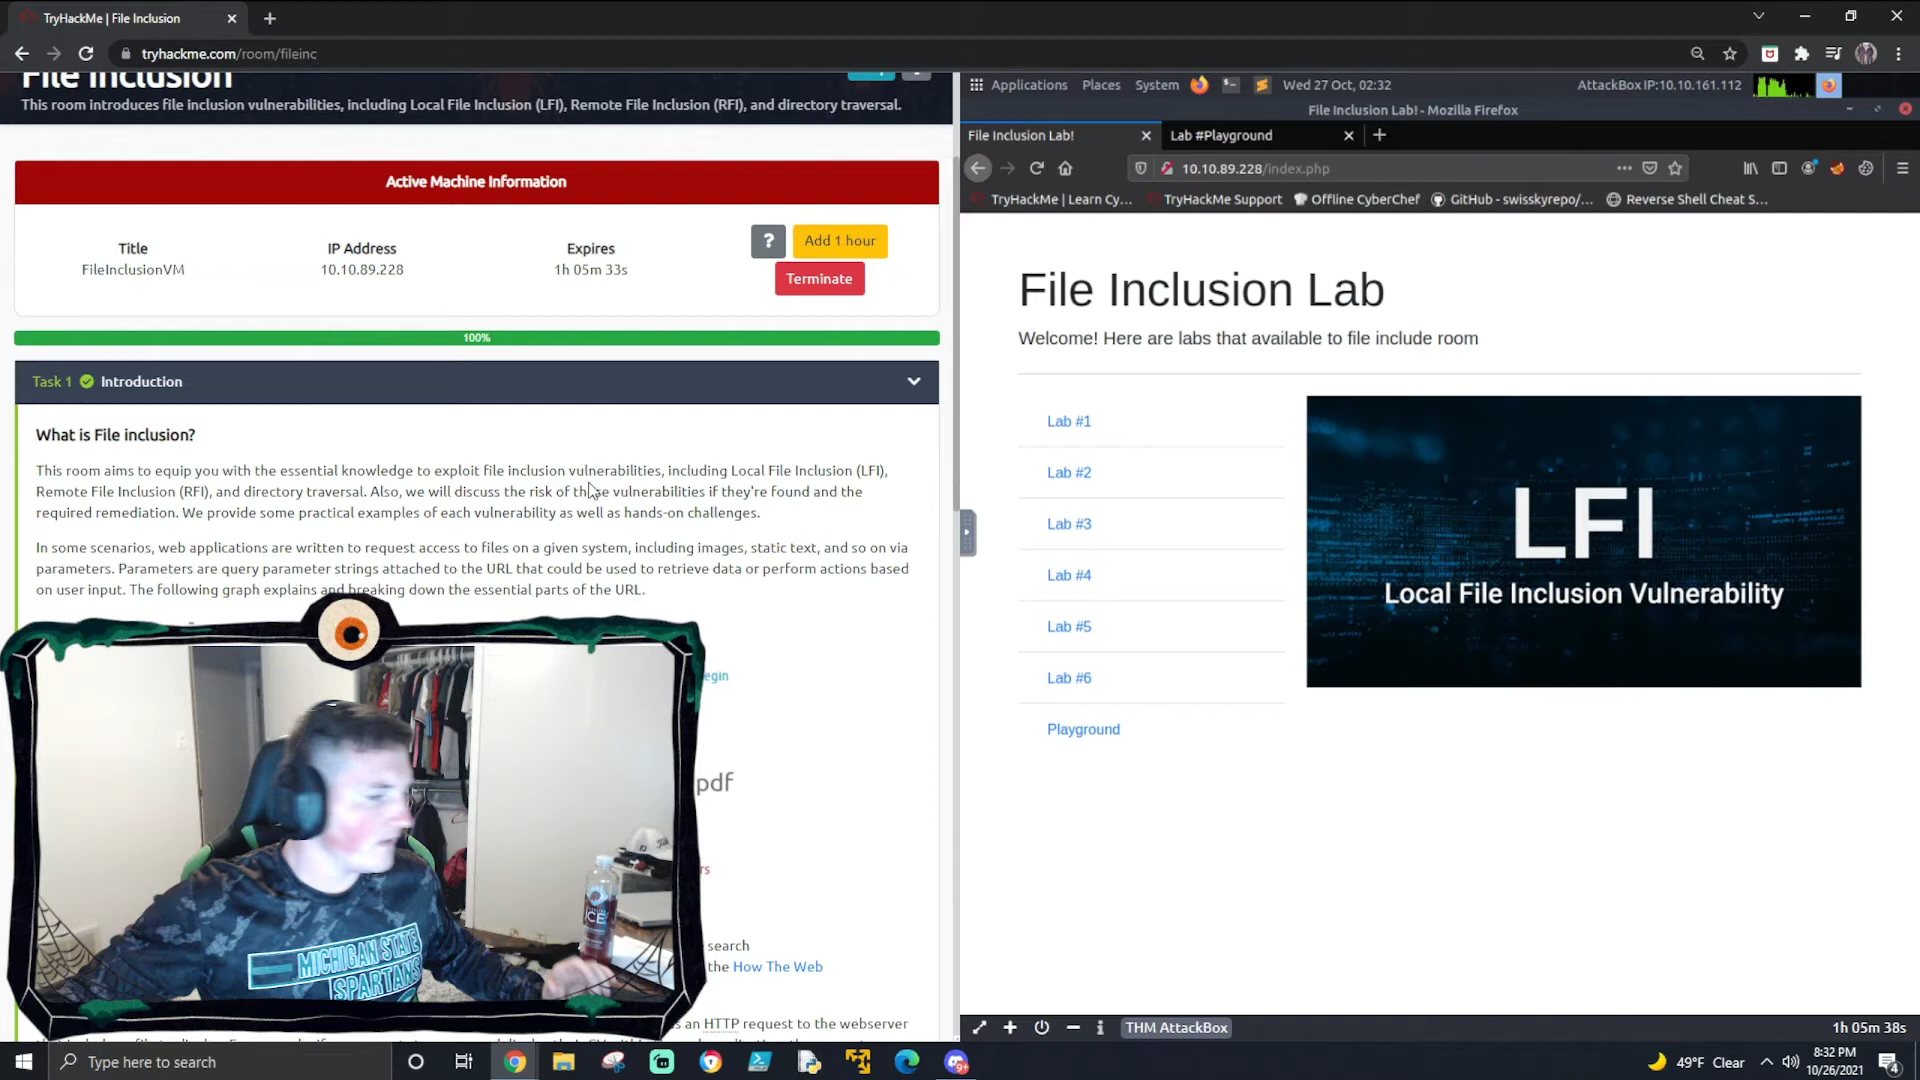 TryHackMe | File Inclusion
tryhackme.com/room/fileinc
File Inclusion
This room introduces file inclusion vulnerabilities, including Local File Inclusion (LFI), Remote File Inclusion (RFI), and directory traversal.
Active Machine Information
Title
IP Address
Expires
FileInclusionVM
10.10.89.228
1h 05m 33s
?
Add 1 hour
Terminate
100%
Task 1 Introduction
What is File inclusion?
This room aims to equip you with the essential knowledge to exploit file inclusion vulnerabilities, including Local File Inclusion (LFI),
Remote File Inclusion (RFI), and directory traversal. Also, we will discuss the risk of these vulnerabilities if they're found and the
required remediation. We provide some practical examples of each vulnerability as well as hands-on challenges.
In some scenarios, web applications are written to request access to files on a given system, including images, static text, and so on via
parameters. Parameters are query parameter strings attached to the URL that could be used to retrieve data or perform actions based
on user input. The following graph explains and breaking down the essential parts of the URL.
egin
pdf
rs
search
the How The Web
s an HTTP request to the webserver
MICHIGAN STATE
SPARTANS
ICE
Applications Places System Wed 27 Oct, 02:32 AttackBox IP:10.10.161.112
File Inclusion Lab! - Mozilla Firefox
File Inclusion Lab!
Lab #Playground
10.10.89.228/index.php
TryHackMe | Learn Cy... TryHackMe Support Offline CyberChef GitHub - swisskyrepo/... Reverse Shell Cheat S...
File Inclusion Lab
Welcome! Here are labs that available to file include room
Lab #1
Lab #2
Lab #3
Lab #4
Lab #5
Lab #6
Playground
LFI
Local File Inclusion Vulnerability
THM AttackBox
1h 05m 38s
Type here to search
9+
49°F Clear
8:32 PM
10/26/2021
4